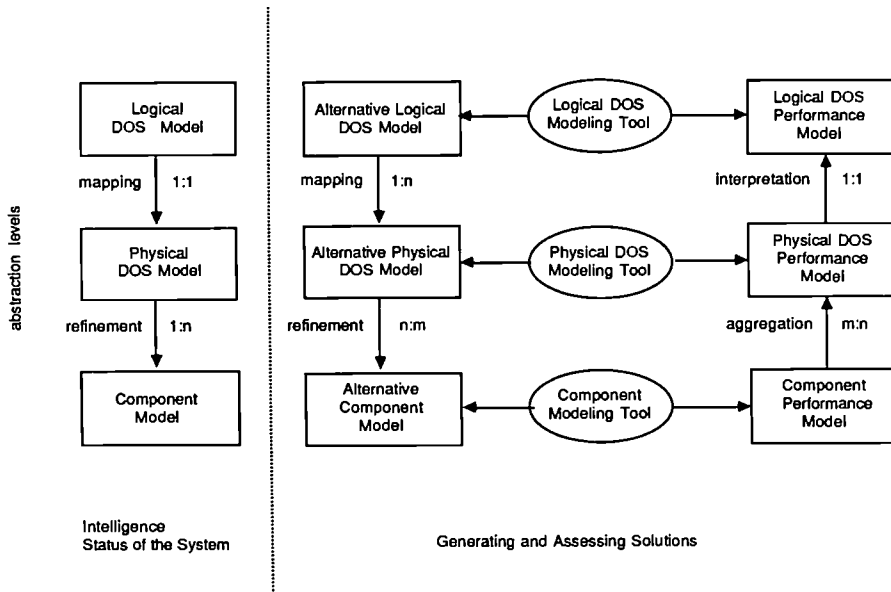 abstraction levels
Logical
DOS Model
mapping 1:1
Physical
DOS Model
refinement 1:n
Component
Model
Intelligence
Status of the System
Alternative Logical
DOS Model
mapping 1:n
Alternative Physical
DOS Model
refinement n:m
Alternative
Component
Model
Logical DOS
Modeling Tool
Physical DOS
Modeling Tool
Component
Modeling Tool
Logical DOS
Performance
Model
interpretation 1:1
Physical DOS
Performance
Model
aggregation m:n
Component
Performance
Model
Generating and Assessing Solutions